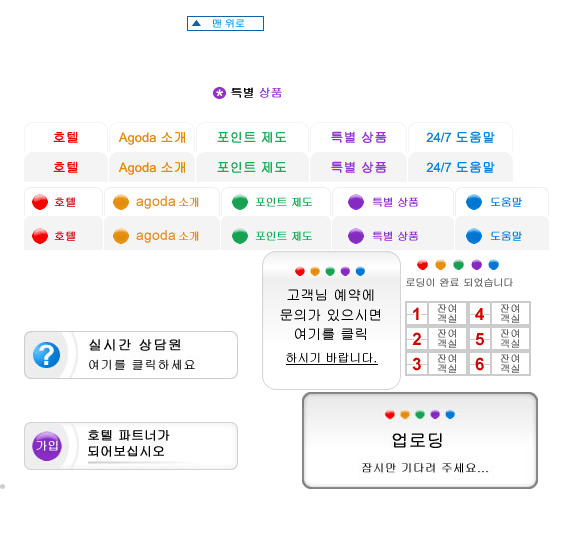 맨 위로
특별 상품
호텔 Agoda 소개 포인트 제도 특별 상품 24/7 도움말
호텔 Agoda 소개 포인트 제도 특별 상품 24/7 도움말
호텔 agoda 소개 포인트 제도 특별 상품 도움말
호텔 agoda 소개 포인트 제도 특별 상품 도움말
고객님 예약에
문의가 있으시면
여기를 클릭
하시기 바랍니다.
로딩이 완료 되었습니다
1 잔여 객실 4 잔여 객실
2 잔여 객실 5 잔여 객실
3 잔여 객실 6 잔여 객실
?
실시간 상담원
여기를 클릭하세요
가입
호텔 파트너가
되어보십시오
업로딩
잠시만 기다려 주세요...